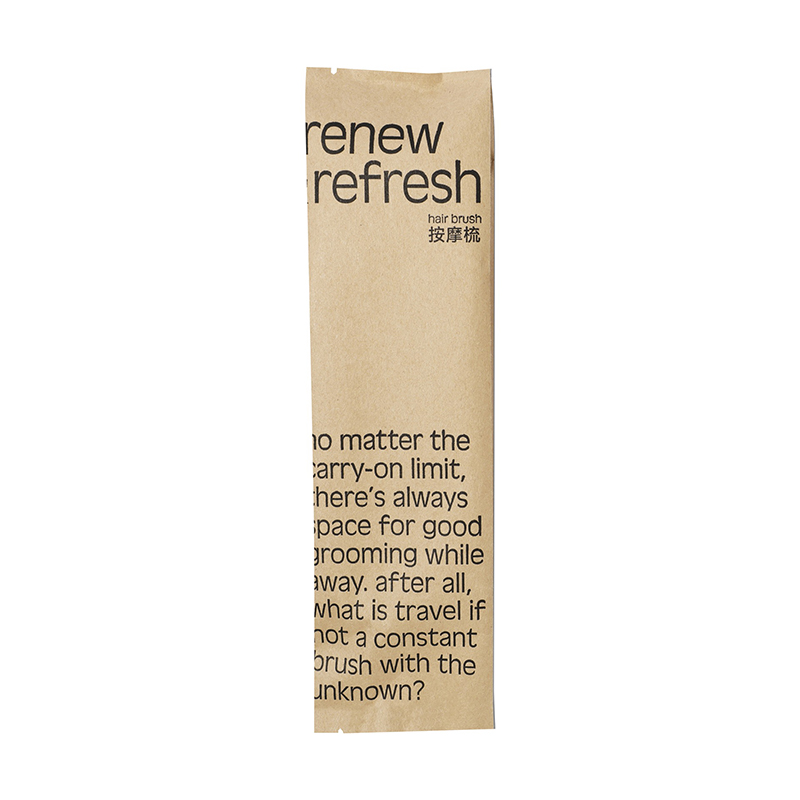 renew
refresh
hair brush
按摩梳
no matter the
carry-on limit,
there's always
space for good
grooming while
away. after all,
what is travel if
not a constant
brush with the
unknown?